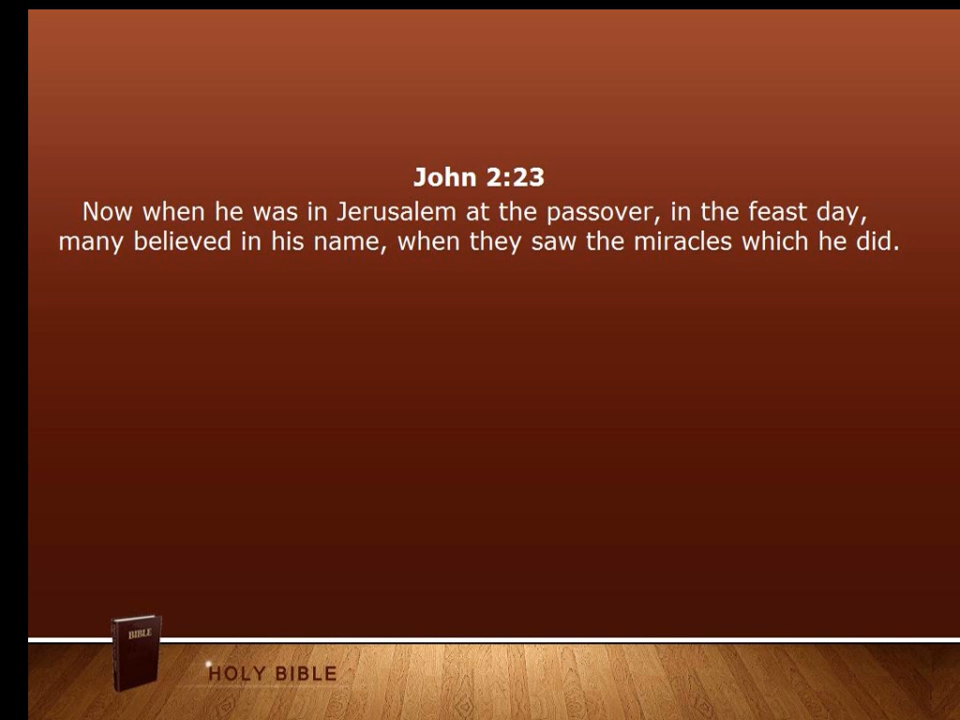 John 2:23
Now when he was in Jerusalem at the passover, in the feast day,
many believed in his name, when they saw the miracles which he did.
BIBLE
HOLY BIBLE